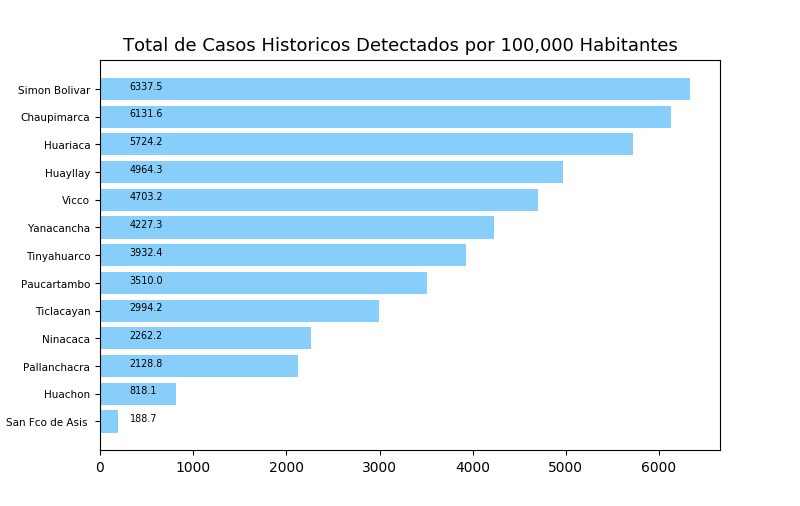 Total de Casos Historicos Detectados por 100,000 Habitantes
Simon Bolivar 6337.5
Chaupimarca 6131.6
Huariaca 5724.2
Huayllay 4964.3
Vicco 4703.2
Yanacancha 4227.3
Tinyahuarco 3932.4
Paucartambo 3510.0
Ticlacayan 2994.2
Ninacaca 2262.2
Pallanchacra 2128.8
Huachon 818.1
San Fco de Asis 188.7
0 1000 2000 3000 4000 5000 6000